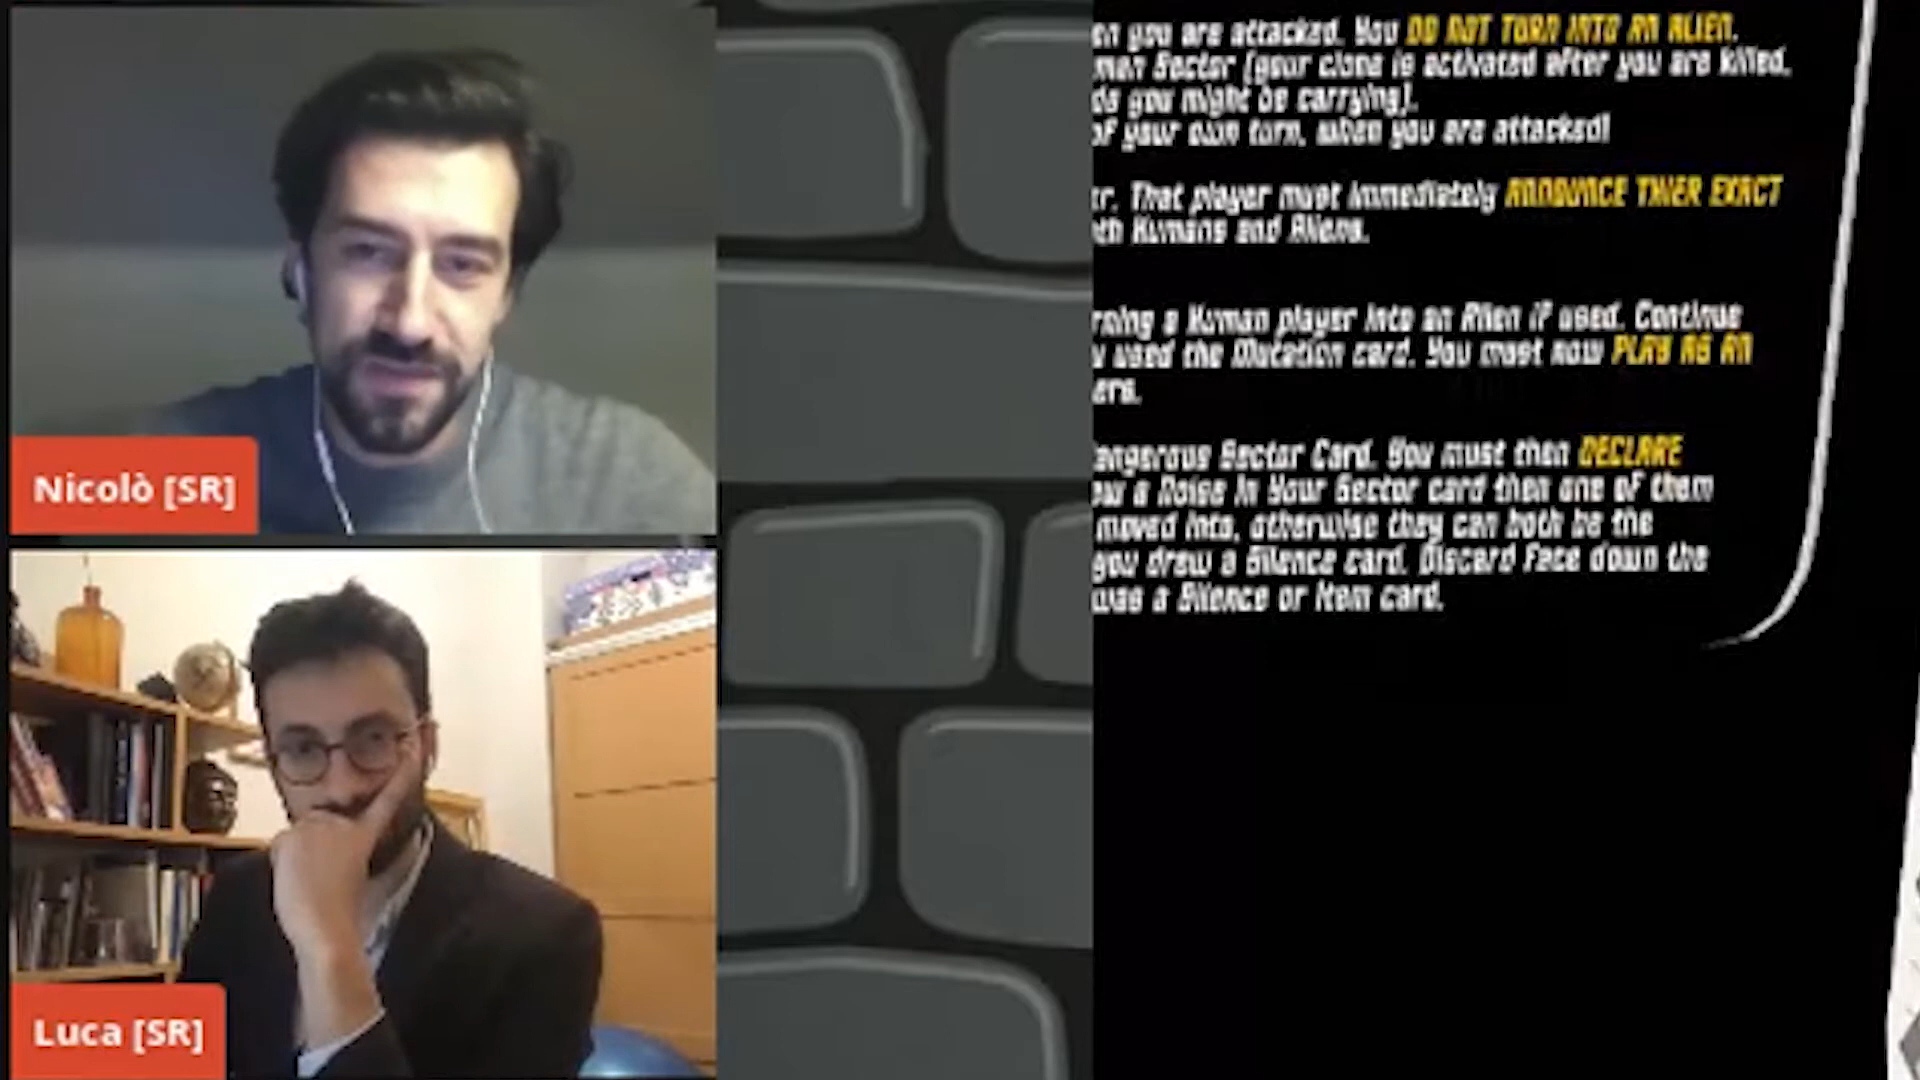 Nicolò [SR]
Luca [SR]
en you are attacked. You DO NOT TURN INTO AN ALIEN.
man Sector [your clone is activated after you are killed,
ds you might be carrying].
of your own turn, when you are attacked!
er. That player must immediately ANNOUNCE THIER EXACT
oth Humans and Aliens.
rning a Human player into an Alien if used. Continue
u used the Mutation card. You must now PLAY AS AN
ers.
angerous Sector Card. You must then DECLARE
aw a Noise In Your Sector card then one of them
moved into, otherwise they can both be the
you drew a Silence card. Discard Face down the
was a Silence or Item card.